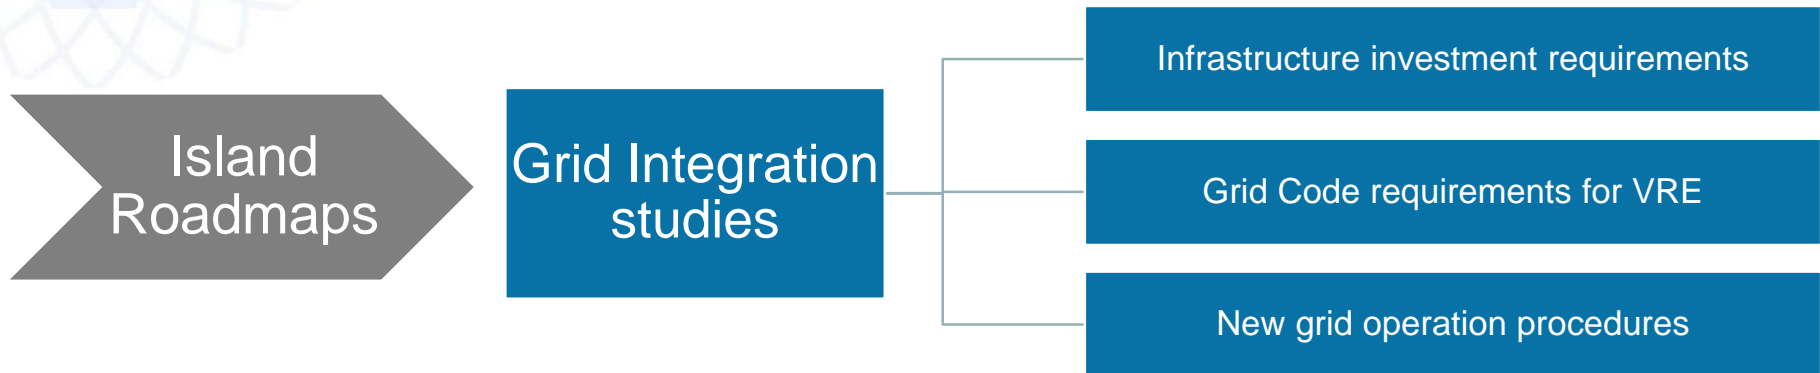 Island
Roadmaps
Grid Integration
studies
Infrastructure investment requirements
Grid Code requirements for VRE
New grid operation procedures